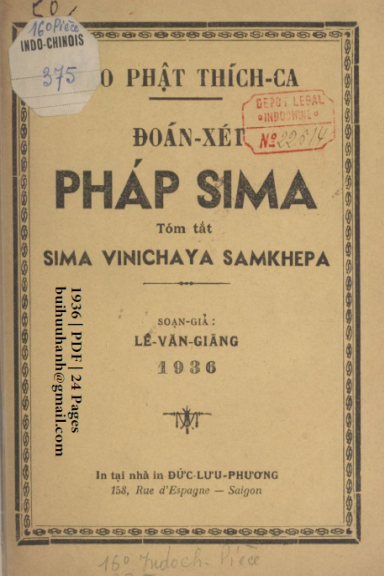 16º Pièce
INDO-CHINOIS
375
O PHẬT THÍCH-CA
DEPOT LEGAL
INDOCHINE
Nº 22814
ĐOÁN-XÉT
PHÁP SIMA
Tóm tắt
SIMA VINICHAYA SAMKHEPA
SOẠN-GIẢ :
LÊ-VĂN-GIẢNG
1936
1936 | PDF | 24 Pages
buihuuhanh@gmail.com
In tại nhà in ĐỨC-LƯU-PHƯƠNG
158, Rue d'Espagne — Saigon
16º Indoch. Pièce